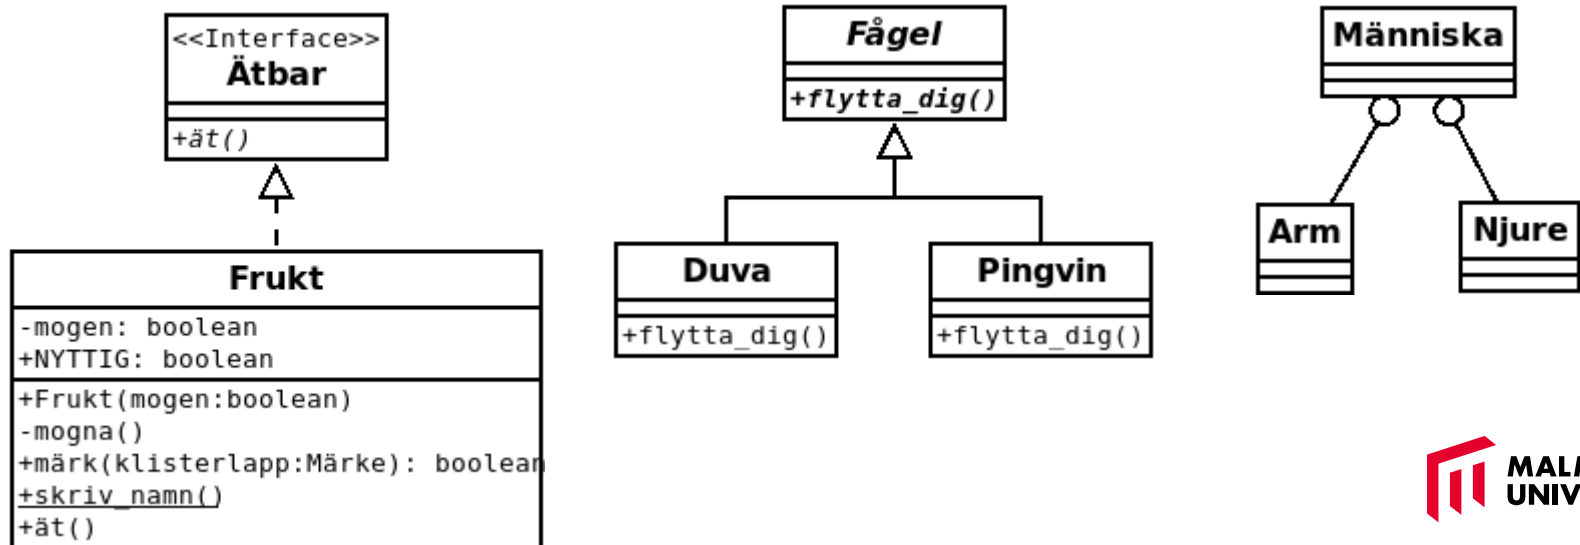 <<Interface>>
Ätbar
+ät()
Frukt
-mogen: boolean
+NYTTIG: boolean
+Frukt(mogen:boolean)
-mogna()
+märk(klisterlapp:Märke): boolean
+skriv_namn()
+ät()
Fågel
+flytta_dig()
Duva
+flytta_dig()
Pingvin
+flytta_dig()
Människa
Arm
Njure